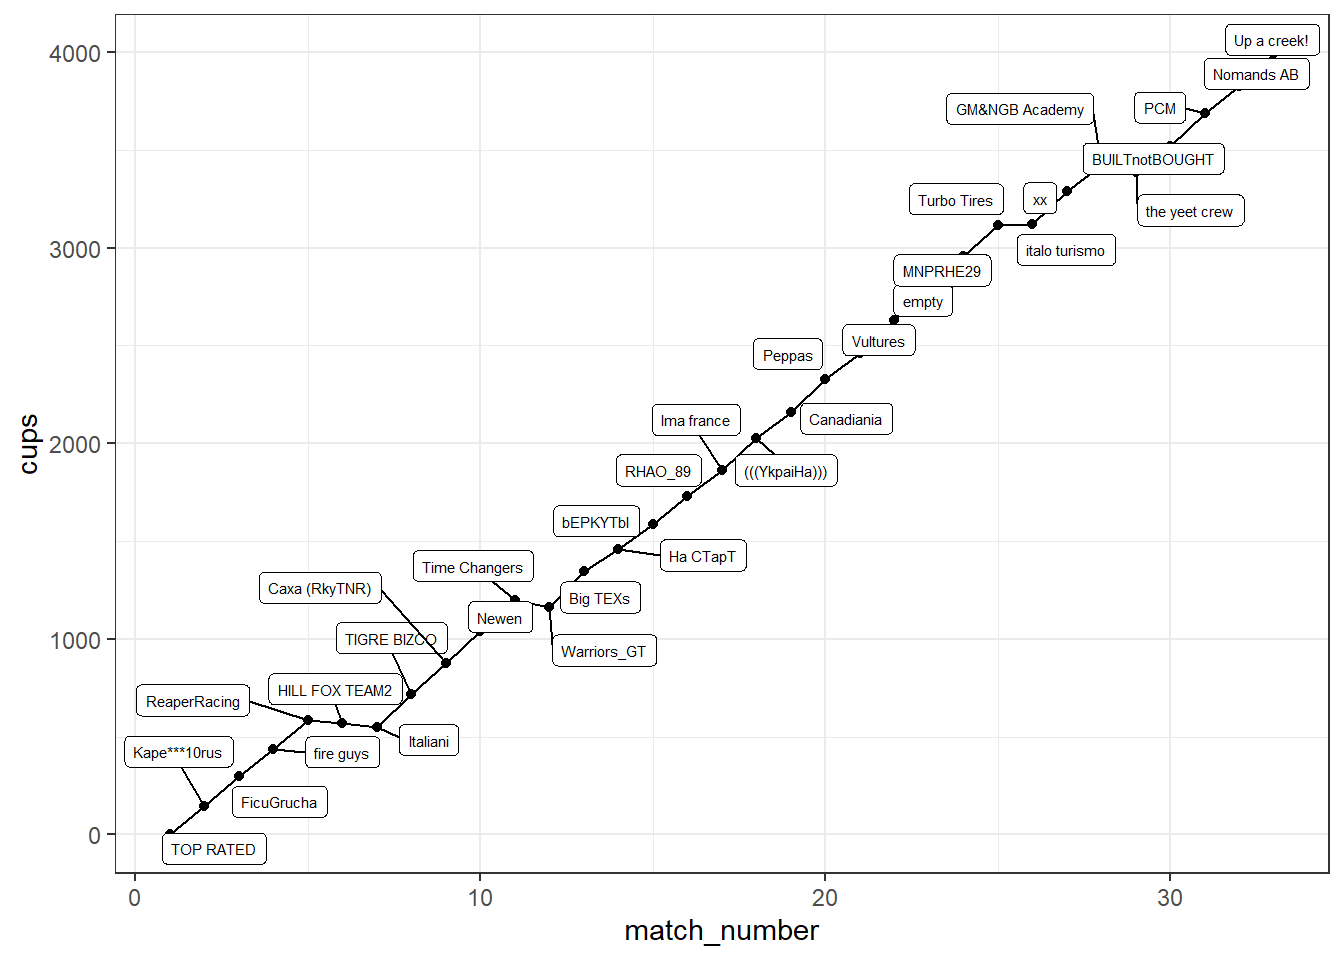 Up a creek!
4000
Nomands AB
GM&NGB Academy
PCM
BUILTnotBOUGHT
Turbo Tires
xx
the yeet crew
3000
italo turismo
MNPRHE29
empty
Vultures
Peppas
cups
2000
Ima france
Canadiania
RHAO_89
(((YkpaiHa)))
bEPKYTbI
Ha CTapT
Time Changers
Caxa (RkyTNR)
Big TEXs
Newen
1000
TIGRE BIZCO
Warriors_GT
HILL FOX TEAM2
ReaperRacing
Italiani
Kape***10rus
fire guys
FicuGrucha
0
TOP RATED
0
10
20
30
match_number